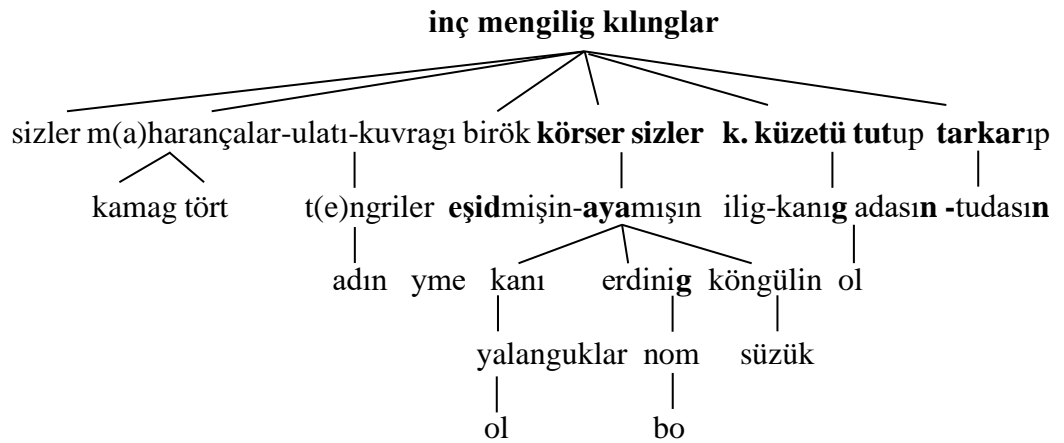 inç mengilig kılınglar
sizler m(a)harançalar-ulatı-kuvragı birök körser sizler k. küzetü tutup tarkarıp
kamag tört t(e)ngriler eşidmişin-ayamışın ilig-kanıg adasın -tudasın
adın yme kanı erdinig köngülin ol
yalanguklar nom süzük
ol bo